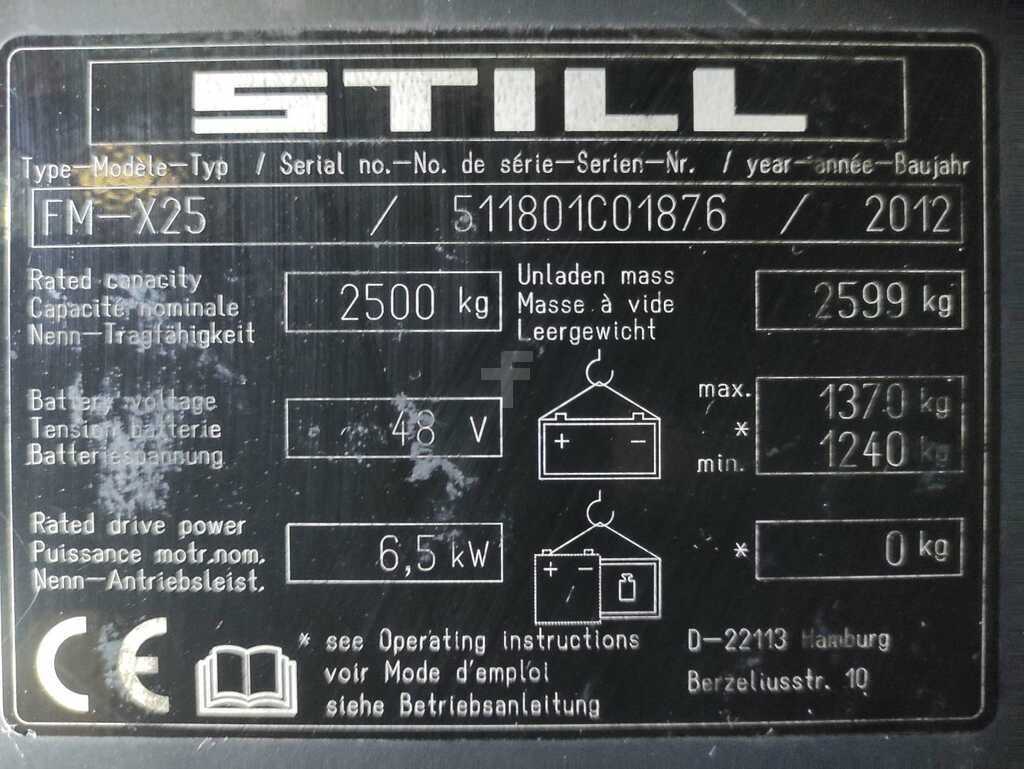 STILL
Type-Modèle-Typ / Serial no.-No. de série-Serien-Nr. / year-année-Baujahr
FM-X25 / 511801C01876 / 2012
Rated capacity
Capacité nominale
Nenn-Tragfähigkeit
2500 kg
Unladen mass
Masse à vide
Leergewicht
2599 kg
Battery voltage
Tension batterie
Batteriespannung
48 V
+ -
max. 1370 kg
*
min. 1240 kg
Rated drive power
Puissance motr.nom.
Nenn-Antriebsleist.
6,5 kW
+ -
* 0 kg
CE
* see Operating instructions
voir Mode d'emploi
siehe Betriebsanleitung
D-22113 Hamburg
Berzeliusstr. 10